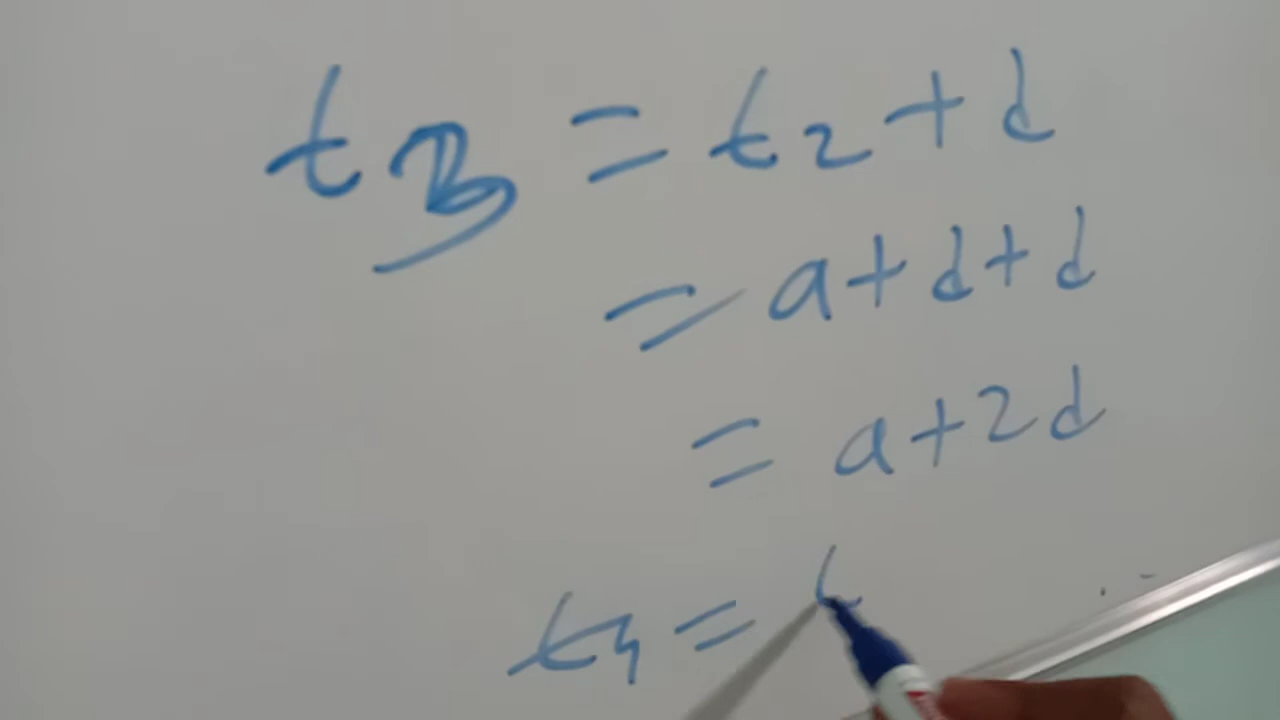 t3 = t2 + d
= a + d + d
= a + 2d
t4 = t